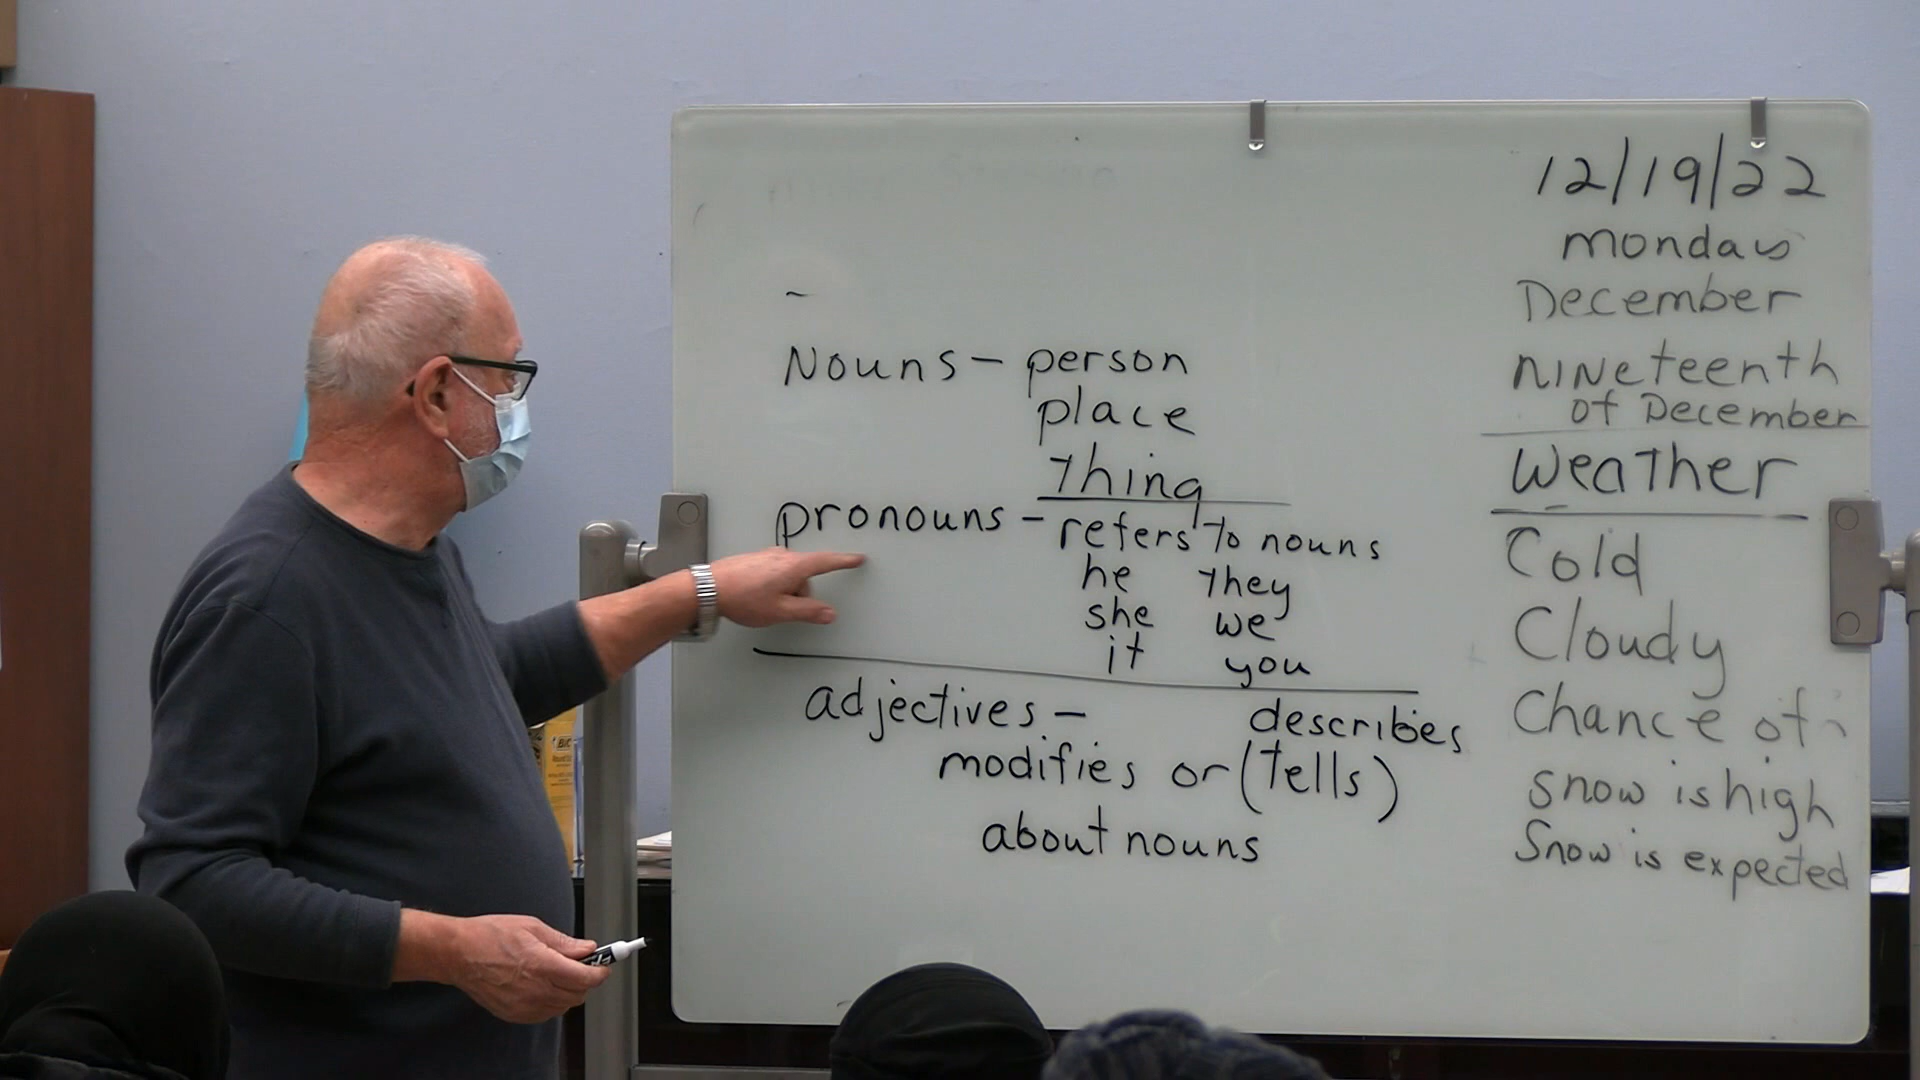 Nouns - person
place
thing
pronouns - refers to nouns
he they
she we
it you
adjectives - describes
modifies or (tells)
about nouns
12/19/22
monday
December
NINeteenth
of December
Weather
Cold
Cloudy
Chance of
snow is high
Snow is expected
BIC